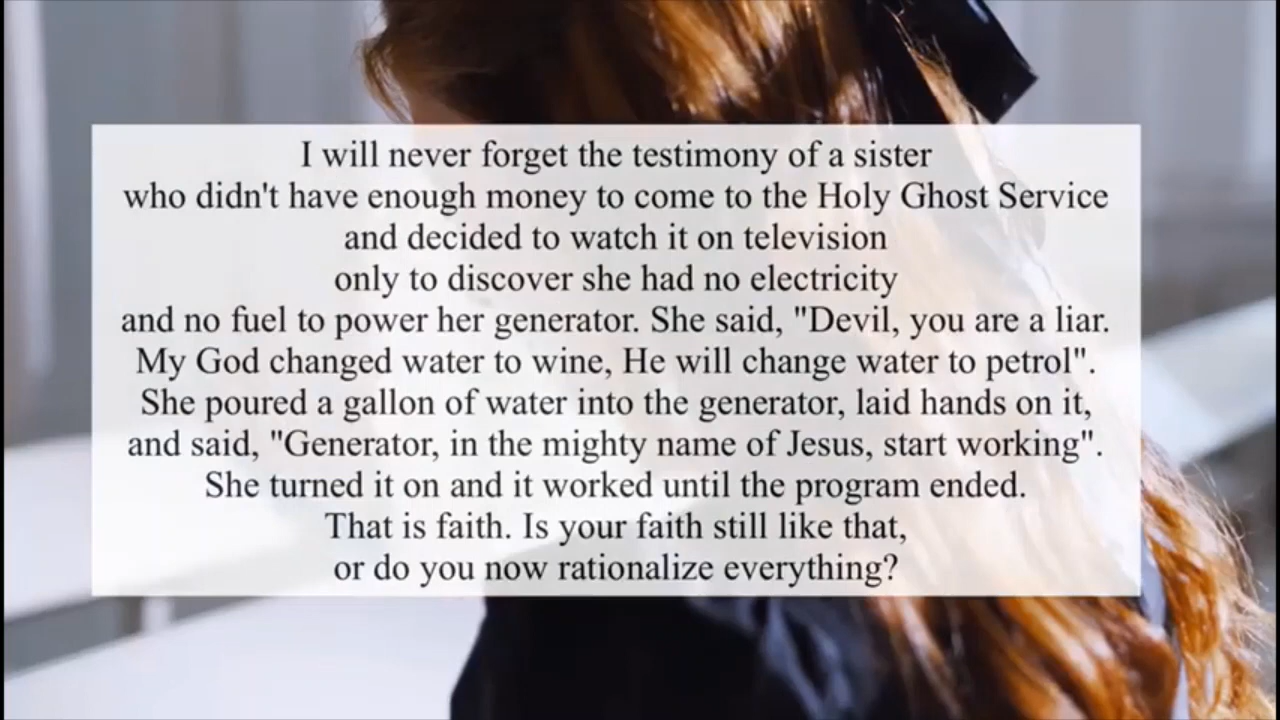 I will never forget the testimony of a sister
who didn't have enough money to come to the Holy Ghost Service
and decided to watch it on television
only to discover she had no electricity
and no fuel to power her generator. She said, "Devil, you are a liar.
My God changed water to wine, He will change water to petrol".
She poured a gallon of water into the generator, laid hands on it,
and said, "Generator, in the mighty name of Jesus, start working".
She turned it on and it worked until the program ended.
That is faith. Is your faith still like that,
or do you now rationalize everything?